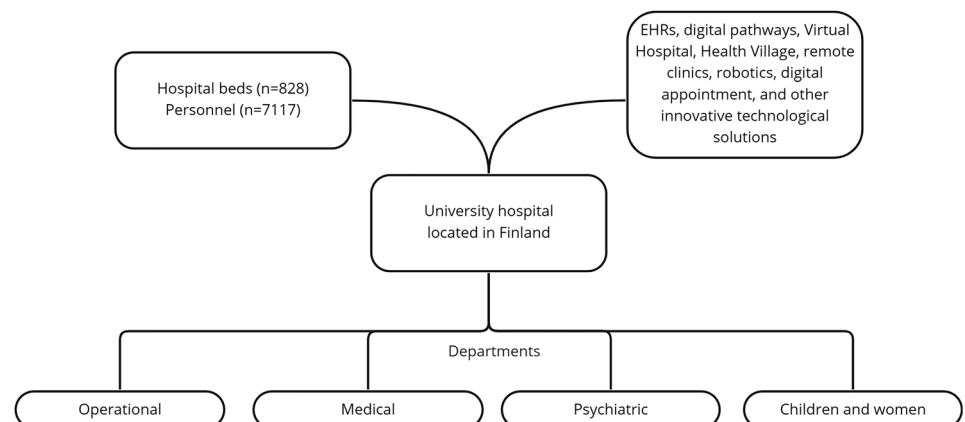 Hospital beds (n=828)
Personnel (n=7117)
EHRs, digital pathways, Virtual
Hospital, Health Village, remote
clinics, robotics, digital
appointment, and other
innovative technological
solutions
University hospital
located in Finland
Departments
Operational
Medical
Psychiatric
Children and women